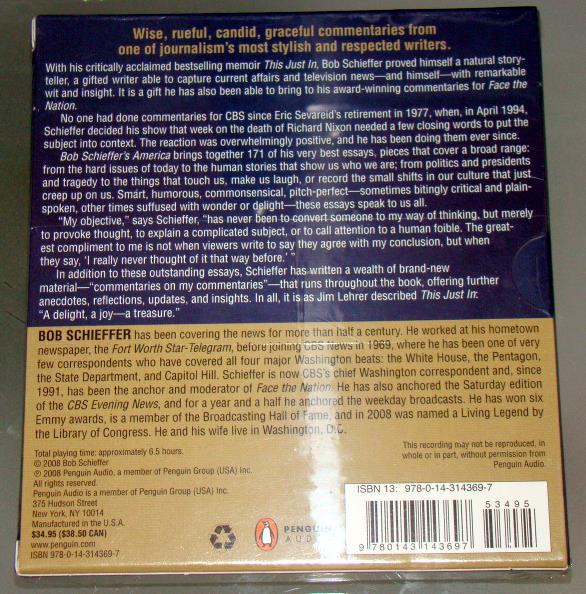 Wise, rueful, candid, graceful commentaries from
one of journalism's most stylish and respected writers.
With his critically acclaimed bestselling memoir This Just In, Bob Schieffer proved himself a natural story-
teller, a gifted writer able to capture current affairs and television news—and himself—with remarkable
wit and insight. It is a gift he has also been able to bring to his award-winning commentaries for Face the
Nation.
No one had done commentaries for CBS since Eric Sevareid's retirement in 1977, when, in April 1994,
Schieffer decided his show that week on the death of Richard Nixon needed a few closing words to put the
subject into context. The reaction was overwhelmingly positive, and he has been doing them ever since.
Bob Schieffer's America brings together 171 of his very best essays, pieces that cover a broad range:
from the hard issues of today to the human stories that show us who we are; from politics and presidents
and tragedy to the things that touch us, make us laugh, or record the small shifts in our culture that just
creep up on us. Smart, humorous, commonsensical, pitch-perfect—sometimes bitingly critical and plain-
spoken, other times suffused with wonder or delight—these essays speak to us all.
"My objective," says Schieffer, "has never been to convert someone to my way of thinking, but merely
to provoke thought, to explain a complicated subject, or to call attention to a human foible. The great-
est compliment to me is not when viewers write to say they agree with my conclusion, but when
they say, 'I really never thought of it that way before.' "
In addition to these outstanding essays, Schieffer has written a wealth of brand-new
material—"commentaries on my commentaries"—that runs throughout the book, offering further
anecdotes, reflections, updates, and insights. In all, it is as Jim Lehrer described This Just In:
"A delight, a joy—a treasure."
BOB SCHIEFFER has been covering the news for more than half a century. He worked at his hometown
newspaper, the Fort Worth Star-Telegram, before joining CBS News in 1969, where he has been one of very
few correspondents who have covered all four major Washington beats: the White House, the Pentagon,
the State Department, and Capitol Hill. Schieffer is now CBS's chief Washington correspondent and, since
1991, has been the anchor and moderator of Face the Nation. He has also anchored the Saturday edition
of the CBS Evening News, and for a year and a half he anchored the weekday broadcasts. He has won six
Emmy awards, is a member of the Broadcasting Hall of Fame, and in 2008 was named a Living Legend by
the Library of Congress. He and his wife live in Washington, D.C.
Total playing time: approximately 6.5 hours.
© 2008 Bob Schieffer
℗ 2008 Penguin Audio, a member of Penguin Group (USA) Inc.
All rights reserved.
Penguin Audio is a member of Penguin Group (USA) Inc.
375 Hudson Street
New York, NY 10014
Manufactured in the U.S.A.
$34.95 ($38.50 CAN)
www.penguin.com
ISBN 978-0-14-314369-7
This recording may not be reproduced, in
whole or in part, without permission from
Penguin Audio.
PENGUIN
AUDIO
ISBN 13: 978-0-14-314369-7
53495
9 780143 143697